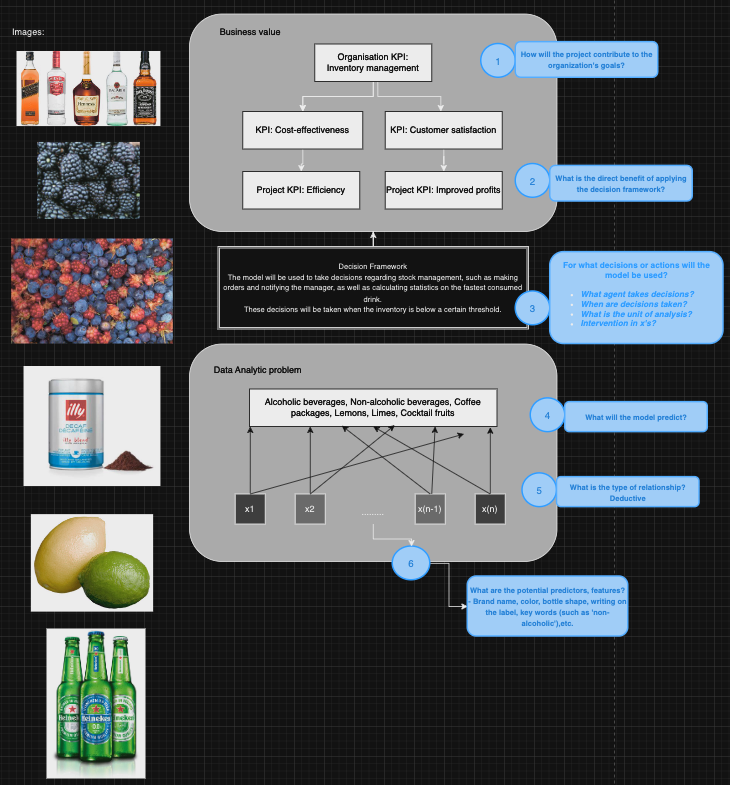 Images:
Business value
Organisation KPI:
Inventory management
KPI: Cost-effectiveness
KPI: Customer satisfaction
Project KPI: Efficiency
Project KPI: Improved profits
1
How will the project contribute to the
organization's goals?
2
What is the direct benefit of applying
the decision framework?
Decision Framework
The model will be used to take decisions regarding stock management, such as making
orders and notifying the manager, as well as calculating statistics on the fastest consumed
drink.
These decisions will be taken when the inventory is below a certain threshold.
3
For what decisions or actions will the
model be used?
What agent takes decisions?
When are decisions taken?
What is the unit of analysis?
Intervention in x's?
Data Analytic problem
Alcoholic beverages, Non-alcoholic beverages, Coffee
packages, Lemons, Limes, Cocktail fruits
4
What will the model predict?
5
What is the type of relationship?
Deductive
x1
x2
.........
x(n-1)
x(n)
6
What are the potential predictors, features?
- Brand name, color, bottle shape, writing on
the label, key words (such as 'non-
alcoholic'),etc.
illy
DECAF
Heineken